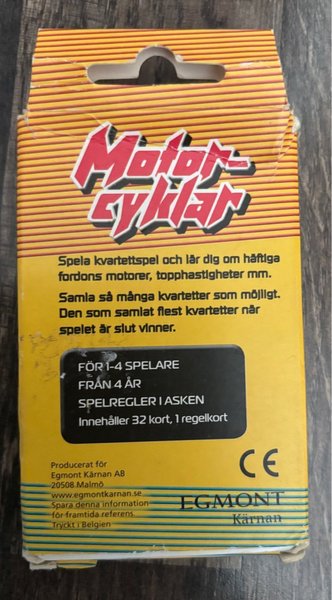 Motor-
cyklar
Spela kvartettspel och lär dig om häftiga
fordons motorer, topphastigheter mm.
Samla så många kvartetter som möjligt.
Den som samlat flest kvartetter när
spelet är slut vinner.
FÖR 1-4 SPELARE
FRÅN 4 ÅR
SPELREGLER I ASKEN
Innehåller 32 kort, 1 regelkort
Producerat för
Egmont Kärnan AB
20508 Malmö
www.egmontkarnan.se
Spara denna information
för framtida referens.
Tryckt i Belgien
CE
EGMONT
Kärnan